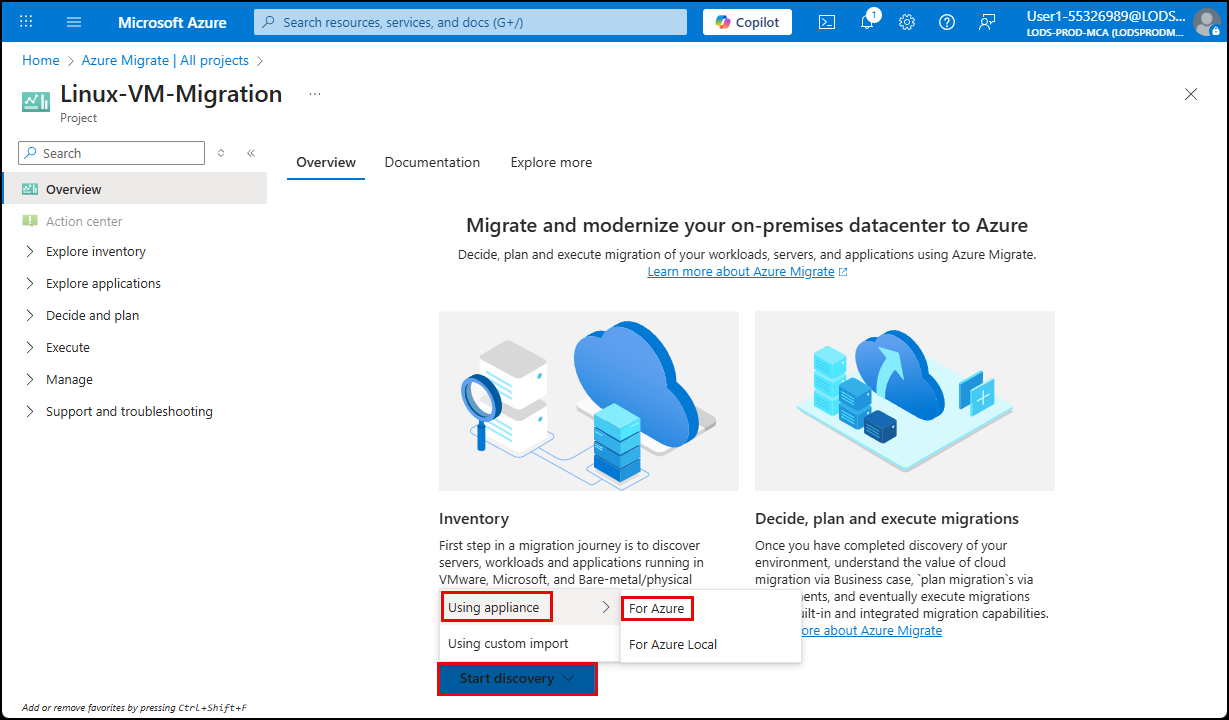 Microsoft Azure
Search resources, services, and docs (G+/)
Copilot
1
User1-55326989@LODS...
LODS-PROD-MCA (LODSPRODM...
Home > Azure Migrate | All projects >
Linux-VM-Migration ...
Project
Search
Overview
Action center
Explore inventory
Explore applications
Decide and plan
Execute
Manage
Support and troubleshooting
Overview Documentation Explore more
Migrate and modernize your on-premises datacenter to Azure
Decide, plan and execute migration of your workloads, servers, and applications using Azure Migrate.
Learn more about Azure Migrate
Inventory
First step in a migration journey is to discover
servers, workloads and applications running in
VMware, Microsoft, and Bare-metal/physical
Using appliance
Using custom import
For Azure
For Azure Local
Start discovery
Decide, plan and execute migrations
Once you have completed discovery of your
environment, understand the value of cloud
migration via Business case, `plan migration`s via
ments, and eventually execute migrations
uilt-in and integrated migration capabilities.
ore about Azure Migrate
Add or remove favorites by pressing Ctrl+Shift+F